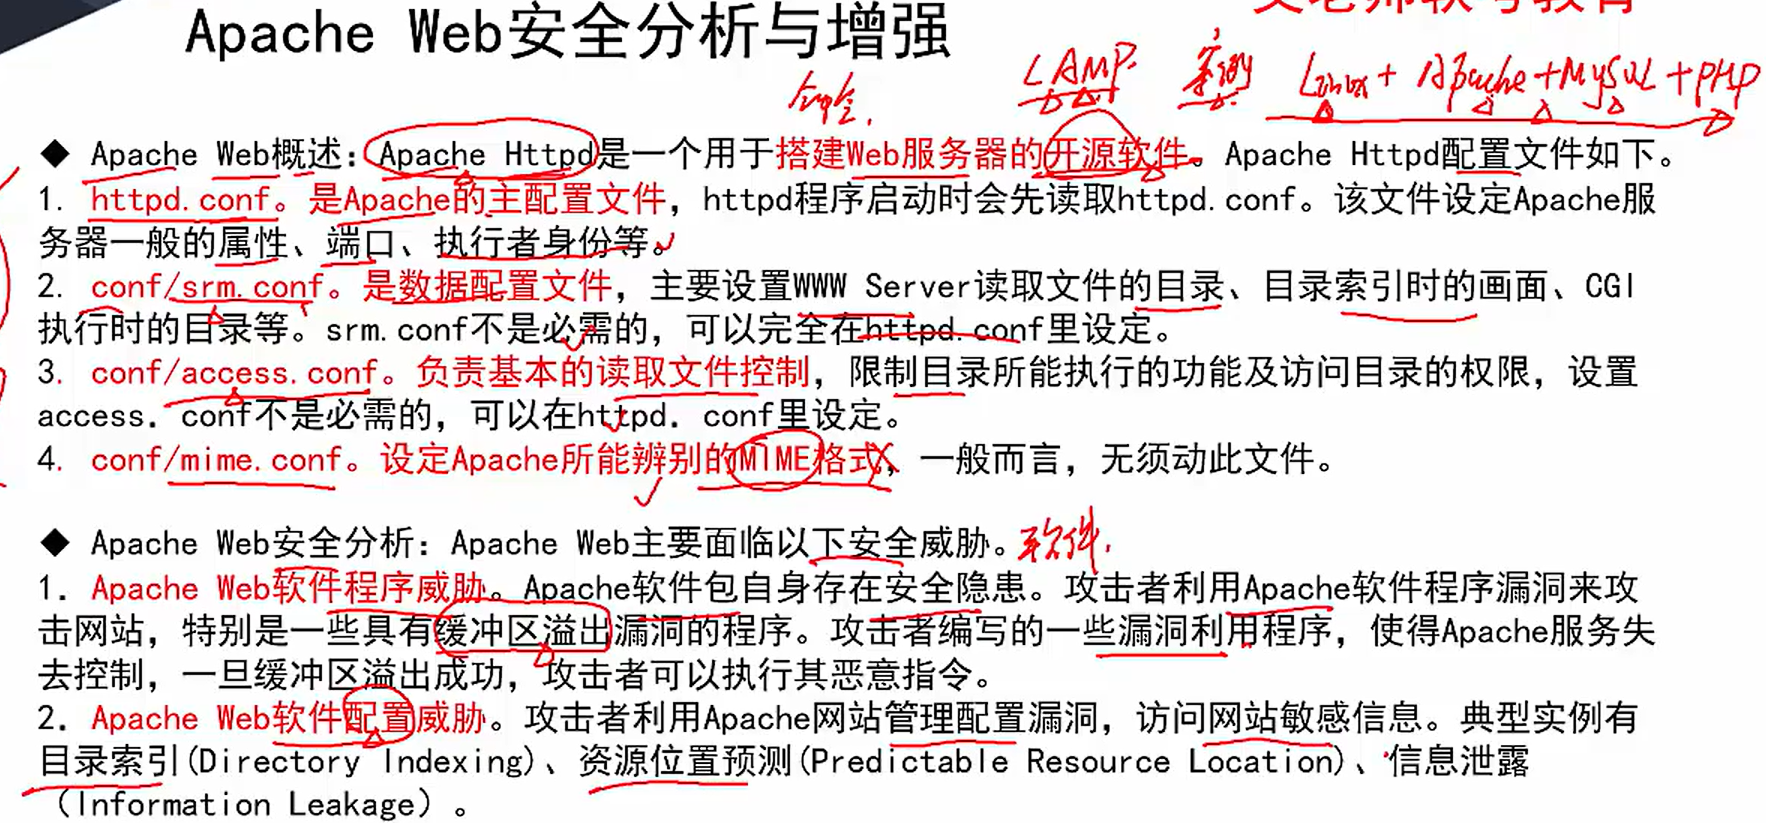 Apache Web安全分析与增强
LAMP. 案例 Linux + Apache + MySQL + PHP
命令.
◆ Apache Web概述：Apache Httpd是一个用于搭建Web服务器的开源软件。Apache Httpd配置文件如下。
1. httpd.conf。是Apache的主配置文件，httpd程序启动时会先读取httpd.conf。该文件设定Apache服
务器一般的属性、端口、执行者身份等。
2. conf/srm.conf。是数据配置文件，主要设置WWW Server读取文件的目录、目录索引时的画面、CGI
执行时的目录等。srm.conf不是必需的，可以完全在httpd.conf里设定。
3. conf/access.conf。负责基本的读取文件控制，限制目录所能执行的功能及访问目录的权限，设置
access. conf不是必需的，可以在httpd. conf里设定。
4. conf/mime.conf。设定Apache所能辨别的MIME格式，一般而言，无须动此文件。
◆ Apache Web安全分析：Apache Web主要面临以下安全威胁。 软件.
1. Apache Web软件程序威胁。Apache软件包自身存在安全隐患。攻击者利用Apache软件程序漏洞来攻
击网站，特别是一些具有缓冲区溢出漏洞的程序。攻击者编写的一些漏洞利用程序，使得Apache服务失
去控制，一旦缓冲区溢出成功，攻击者可以执行其恶意指令。
2. Apache Web软件配置威胁。攻击者利用Apache网站管理配置漏洞，访问网站敏感信息。典型实例有
目录索引(Directory Indexing)、资源位置预测(Predictable Resource Location)、信息泄露
（Information Leakage）。